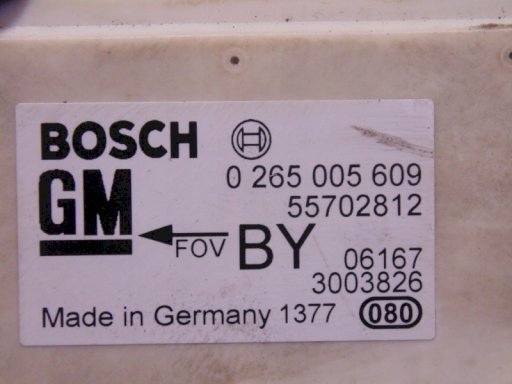 BOSCH
0 265 005 609
GM
55702812
FOV BY
06167
3003826
Made in Germany 1377 080